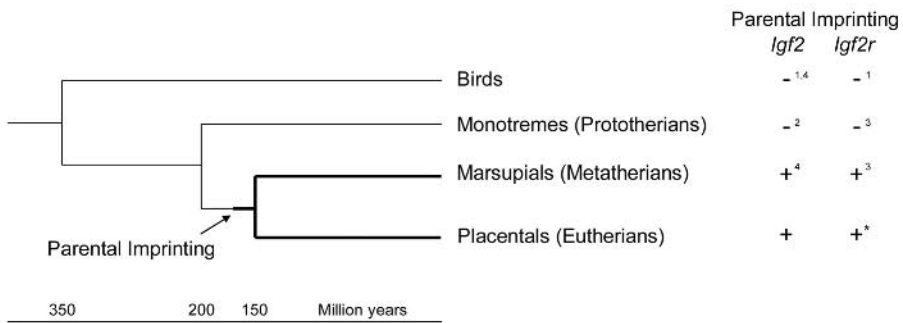 Parental Imprinting
Igf2 Igf2r
Birds - 1,4 - 1
Monotremes (Prototherians) - 2 - 3
Marsupials (Metatherians) + 4 + 3
Placentals (Eutherians) + + *
Parental Imprinting
350 200 150 Million years